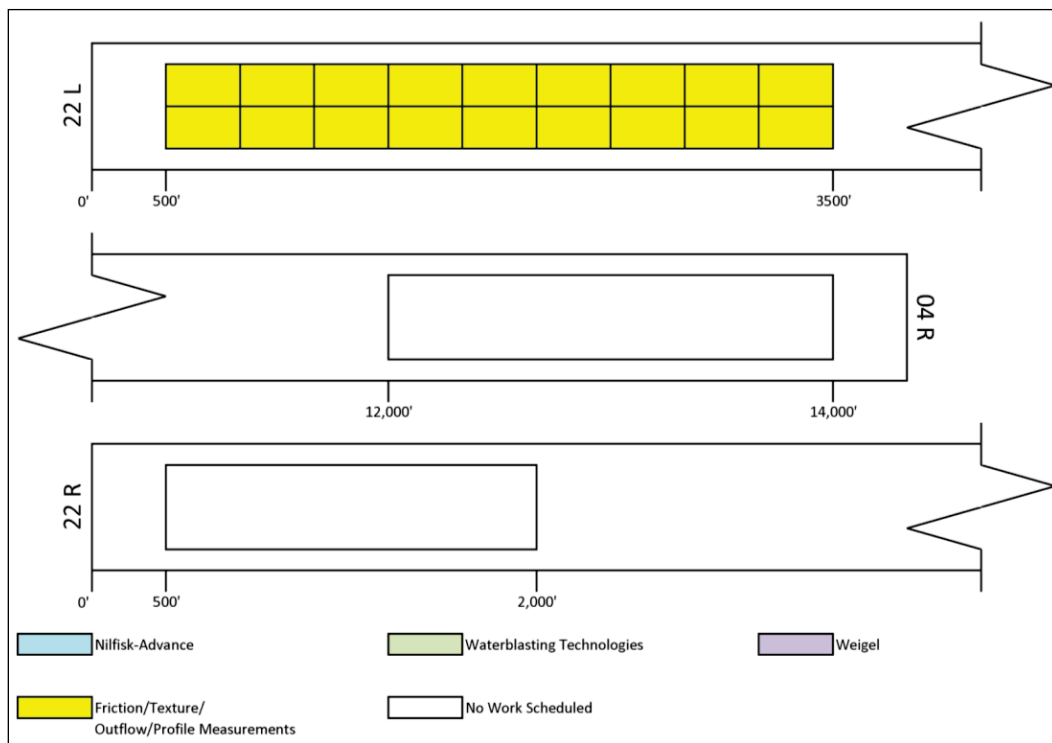 22 L
0'
500'
3500'
04 R
12,000'
14,000'
22 R
0'
500'
2,000'
Nilfisk-Advance
Waterblasting Technologies
Weigel
Friction/Texture/
Outflow/Profile Measurements
No Work Scheduled